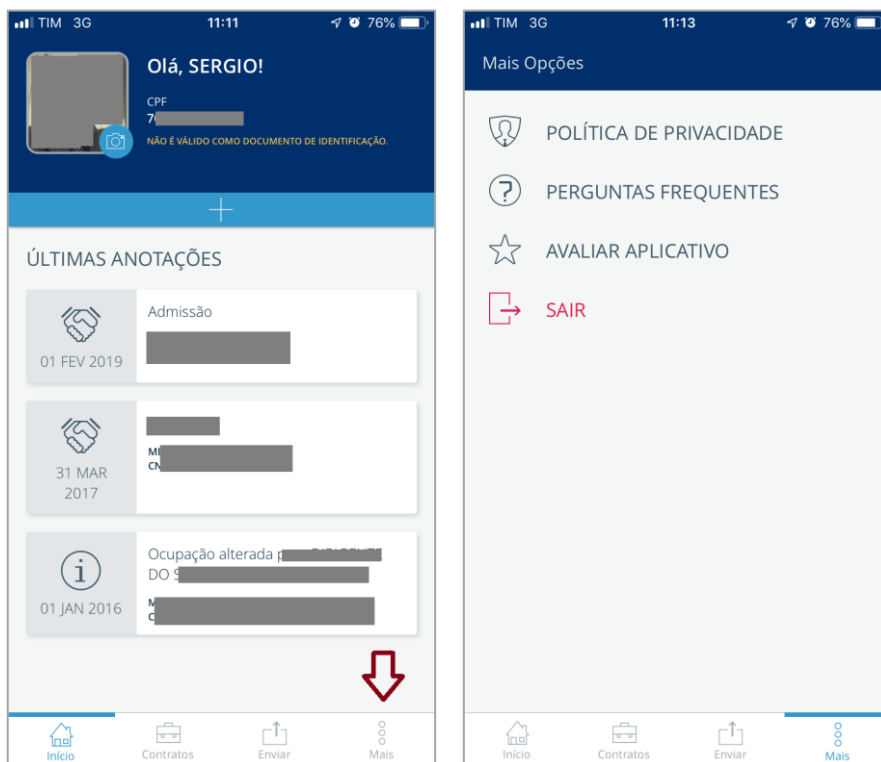 TIM 3G 11:11 76%
Olá, SERGIO!
CPF
7
NÃO É VÁLIDO COMO DOCUMENTO DE IDENTIFICAÇÃO.
ÚLTIMAS ANOTAÇÕES
Admissão
01 FEV 2019
31 MAR
2017
Ocupação alterada
DO
01 JAN 2016
Início Contratos Enviar Mais
TIM 3G 11:13 76%
Mais Opções
POLÍTICA DE PRIVACIDADE
PERGUNTAS FREQUENTES
AVALIAR APLICATIVO
SAIR
Início Contratos Enviar Mais